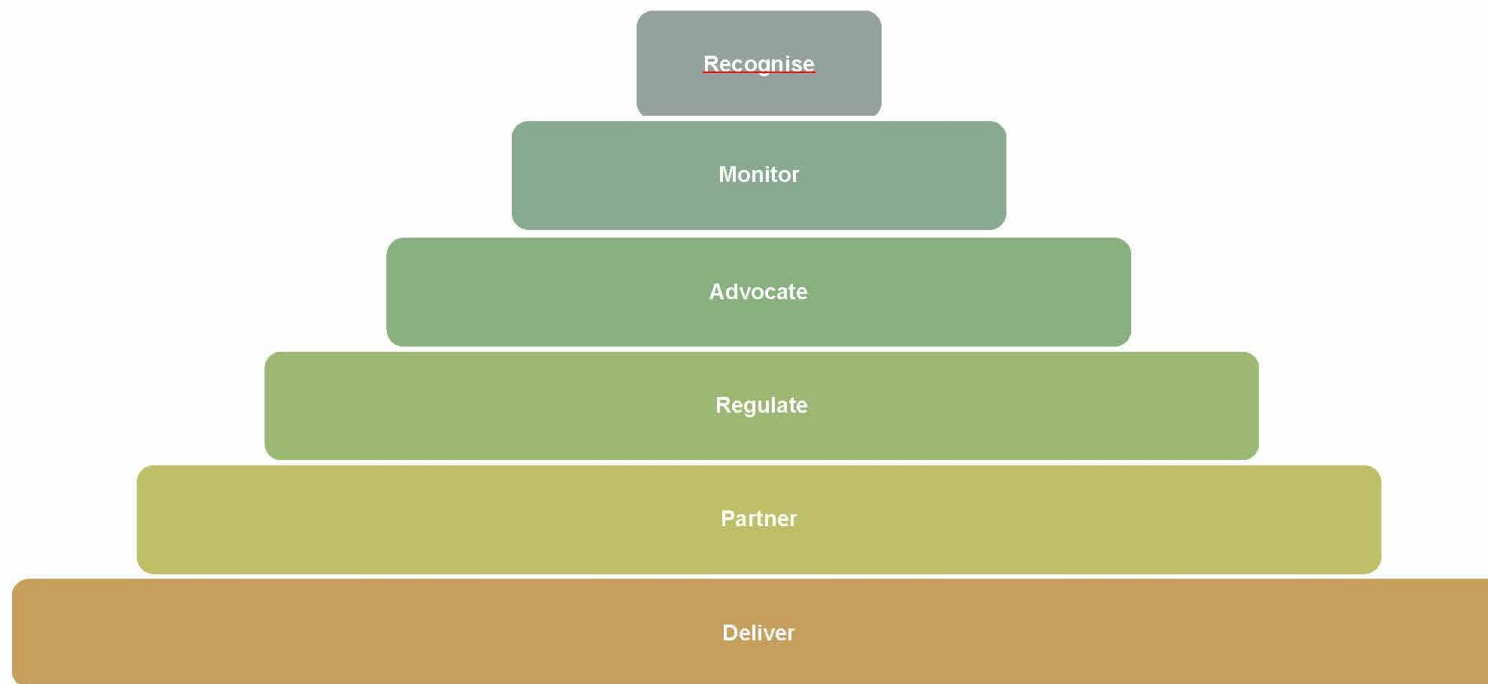 Recognise
Monitor
Advocate
Regulate
Partner
Deliver